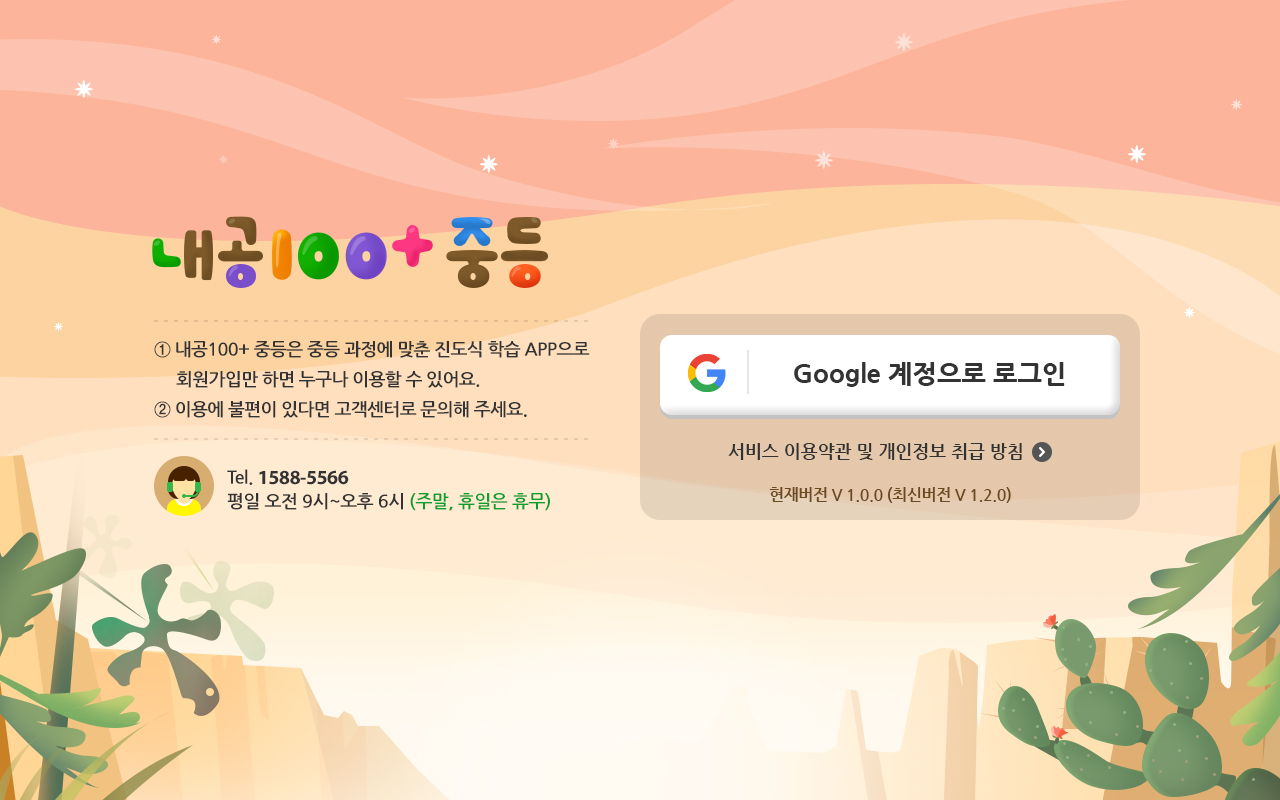 내공100+ 중등
① 내공100+ 중등은 중등 과정에 맞춘 진도식 학습 APP으로
회원가입만 하면 누구나 이용할 수 있어요.
② 이용에 불편이 있다면 고객센터로 문의해 주세요.
Tel. 1588-5566
평일 오전 9시~오후 6시 (주말, 휴일은 휴무)
Google 계정으로 로그인
서비스 이용약관 및 개인정보 취급 방침
현재버전 V 1.0.0 (최신버전 V 1.2.0)